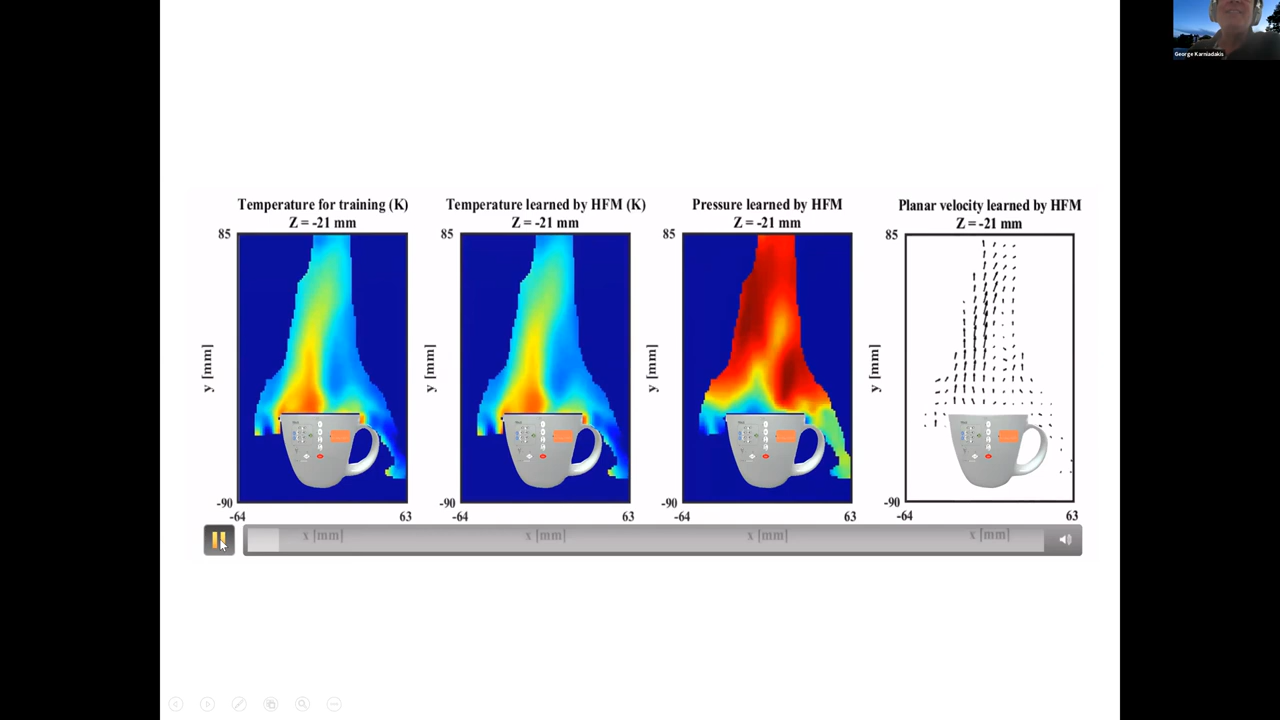 George Karniadakis
Temperature for training (K)
Z = -21 mm
85
y [mm]
-90
-64
63
x [mm]
Temperature learned by HFM (K)
Z = -21 mm
85
y [mm]
-90
-64
63
x [mm]
Pressure learned by HFM
Z = -21 mm
85
y [mm]
-90
-64
63
x [mm]
Planar velocity learned by HFM
Z = -21 mm
85
y [mm]
-90
-64
63
x [mm]